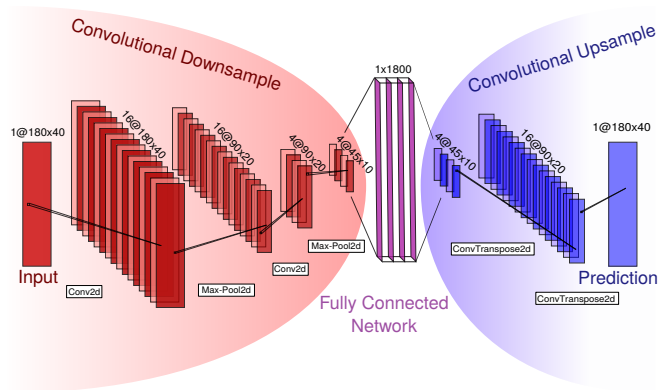 Convolutional Downsample
Convolutional Upsample
1x1800
1@180x40
16@180x40
16@90x20
4@90x20
4@45x10
4@45x10
16@90x20
1@180x40
Max-Pool2d
ConvTranspose2d
Input
Conv2d
Max-Pool2d
Conv2d
Prediction
ConvTranspose2d
Fully Connected
Network